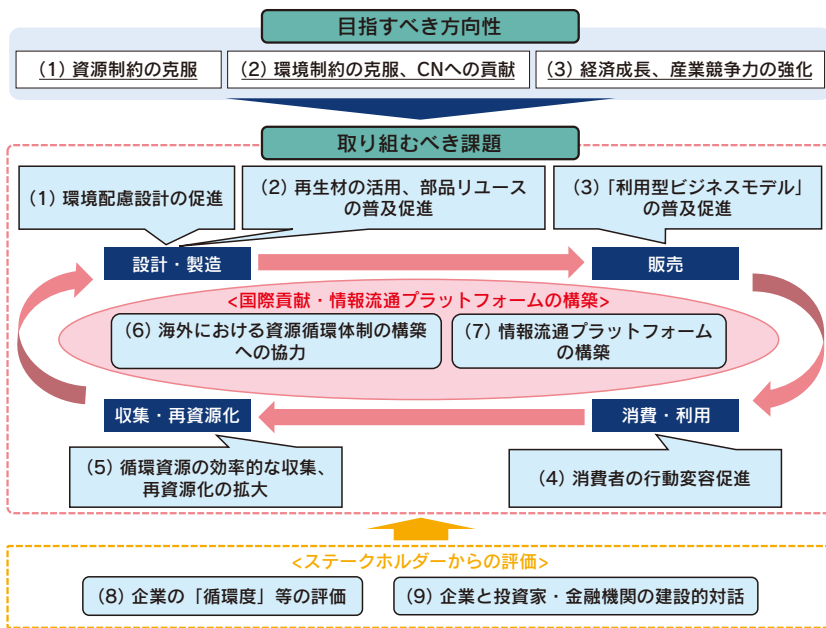 目指すべき方向性
(1) 資源制約の克服
(2) 環境制約の克服、CNへの貢献
(3) 経済成長、産業競争力の強化
取り組むべき課題
(1) 環境配慮設計の促進
(2) 再生材の活用、部品リユース
の普及促進
(3)「利用型ビジネスモデル」
の普及促進
設計・製造
販売
<国際貢献・情報流通プラットフォームの構築>
(6) 海外における資源循環体制の構築
への協力
(7) 情報流通プラットフォーム
の構築
収集・再資源化
消費・利用
(5) 循環資源の効率的な収集、
再資源化の拡大
(4) 消費者の行動変容促進
<ステークホルダーからの評価>
(8) 企業の「循環度」等の評価
(9) 企業と投資家・金融機関の建設的対話